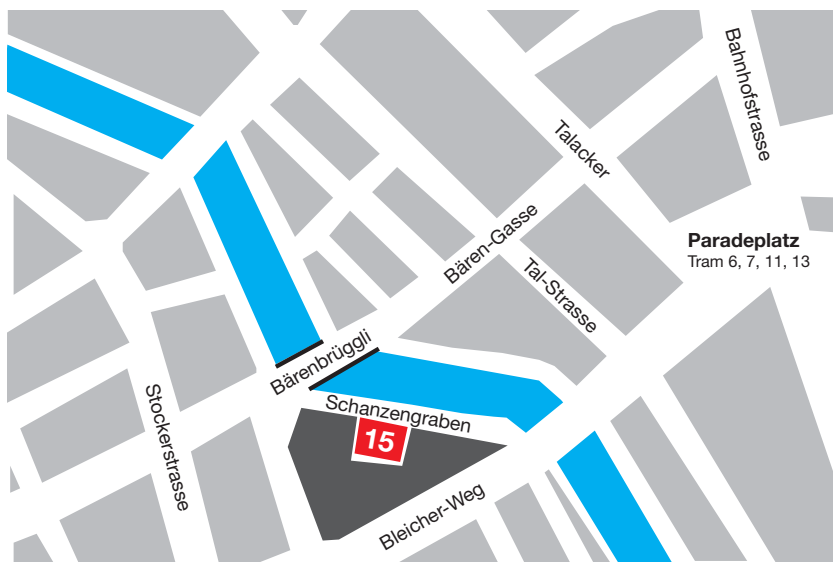 Bahnhofstrasse
Talacker
Bären-Gasse
Paradeplatz
Tram 6, 7, 11, 13
Tal-Strasse
Bärenbrüggli
Stockerstrasse
Schanzengraben
15
Bleicher-Weg